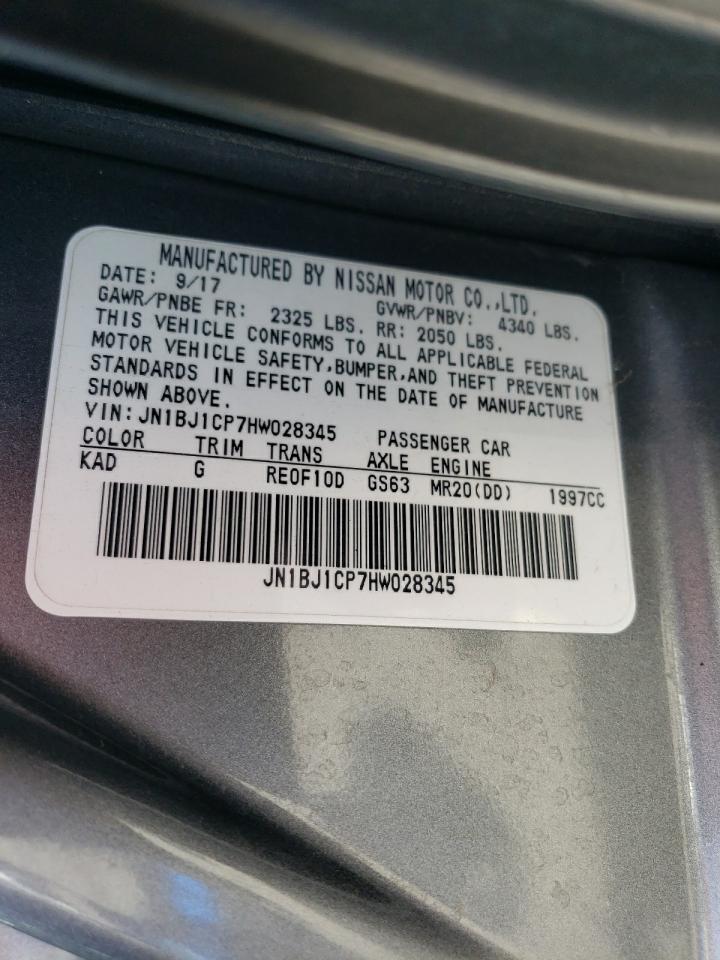 MANUFACTURED BY NISSAN MOTOR CO.,LTD.
DATE: 9/17 GVWR/PNBV: 4340 LBS.
GAWR/PNBE FR: 2325 LBS. RR: 2050 LBS.
THIS VEHICLE CONFORMS TO ALL APPLICABLE FEDERAL
MOTOR VEHICLE SAFETY,BUMPER,AND THEFT PREVENTION
STANDARDS IN EFFECT ON THE DATE OF MANUFACTURE
SHOWN ABOVE.
VIN:JN1BJ1CP7HW028345 PASSENGER CAR
COLOR TRIM TRANS AXLE ENGINE
KAD G RE0F10D GS63 MR20(DD) 1997CC
JN1BJ1CP7HW028345